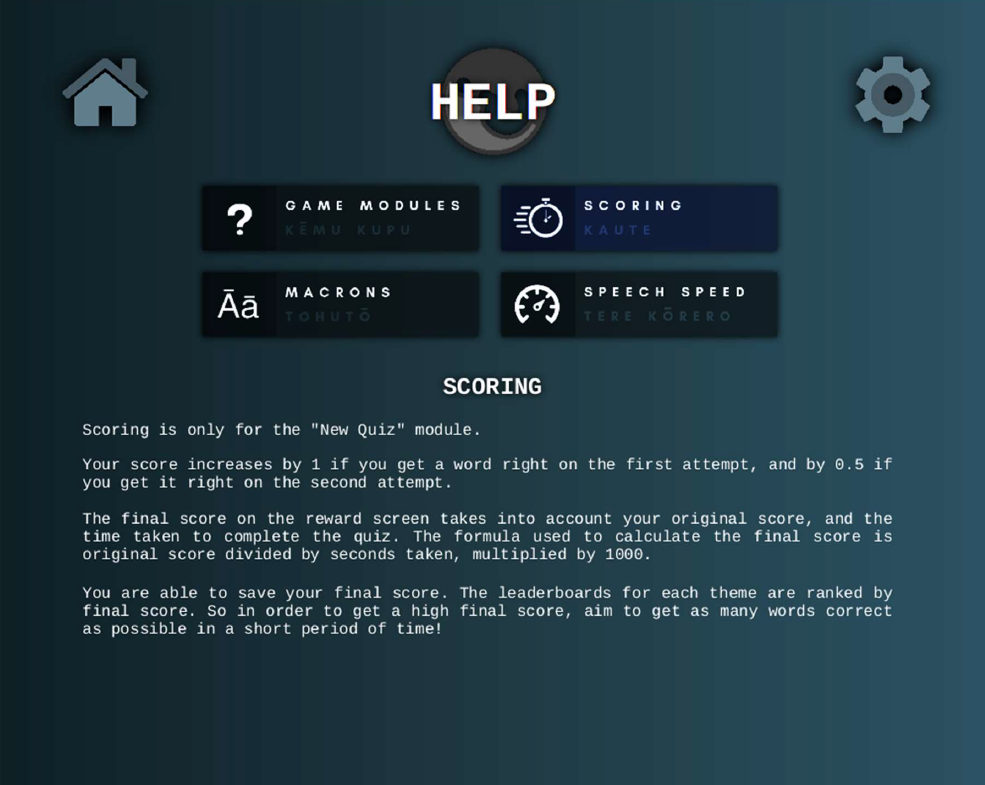 HELP
GAME MODULES
KĒMU KUPU
SCORING
KAUTE
Āā
MACRONS
TOHUTŌ
SPEECH SPEED
TERE KŌRERO
SCORING
Scoring is only for the "New Quiz" module.
Your score increases by 1 if you get a word right on the first attempt, and by 0.5 if
you get it right on the second attempt.
The final score on the reward screen takes into account your original score, and the
time taken to complete the quiz. The formula used to calculate the final score is
original score divided by seconds taken, multiplied by 1000.
You are able to save your final score. The leaderboards for each theme are ranked by
final score. So in order to get a high final score, aim to get as many words correct
as possible in a short period of time!